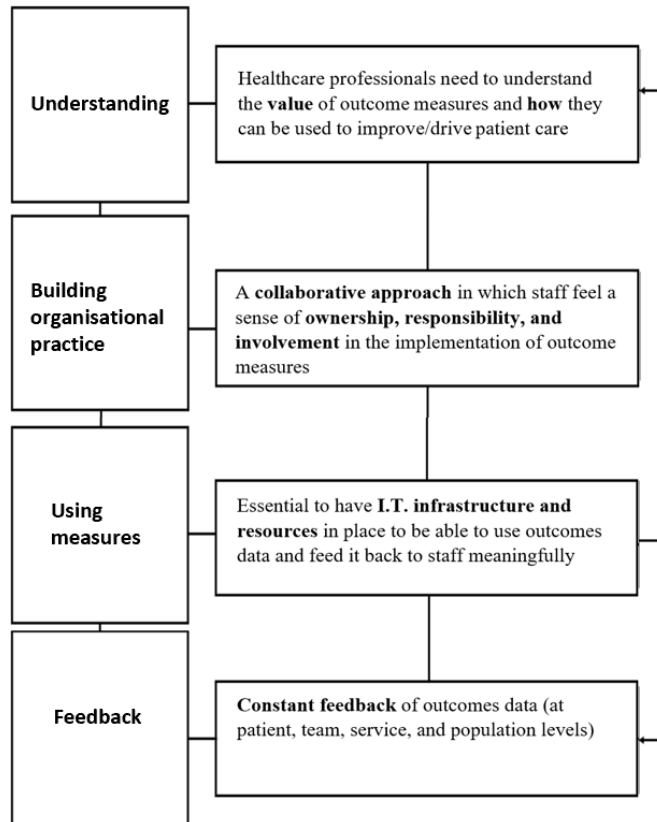 Understanding
Healthcare professionals need to understand
the value of outcome measures and how they
can be used to improve/drive patient care
Building
organisational
practice
A collaborative approach in which staff feel a
sense of ownership, responsibility, and
involvement in the implementation of outcome
measures
Using
measures
Essential to have I.T. infrastructure and
resources in place to be able to use outcomes
data and feed it back to staff meaningfully
Feedback
Constant feedback of outcomes data (at
patient, team, service, and population levels)